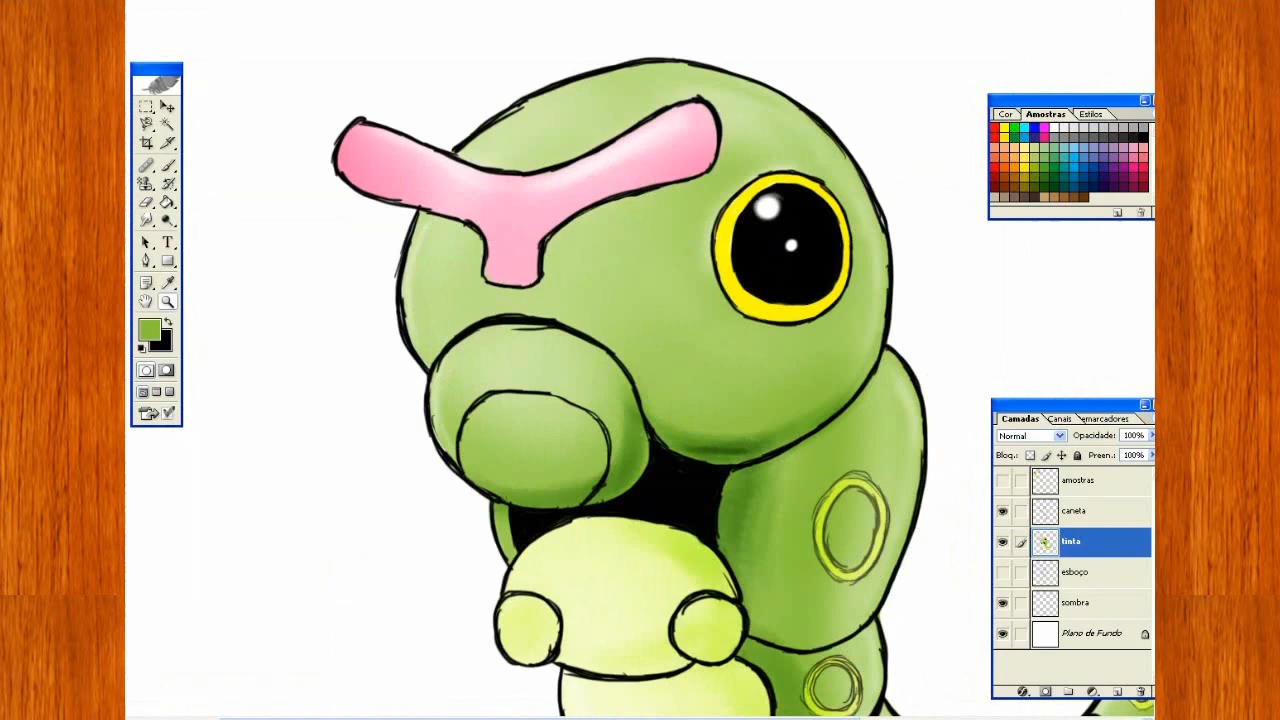 Cor Amostras Estilos
Camadas Canais emarcadores
Normal Opacidade: 100%
Bloq.: Preen.: 100%
amostras
caneta
tinta
esboço
sombra
Plano de Fundo
T